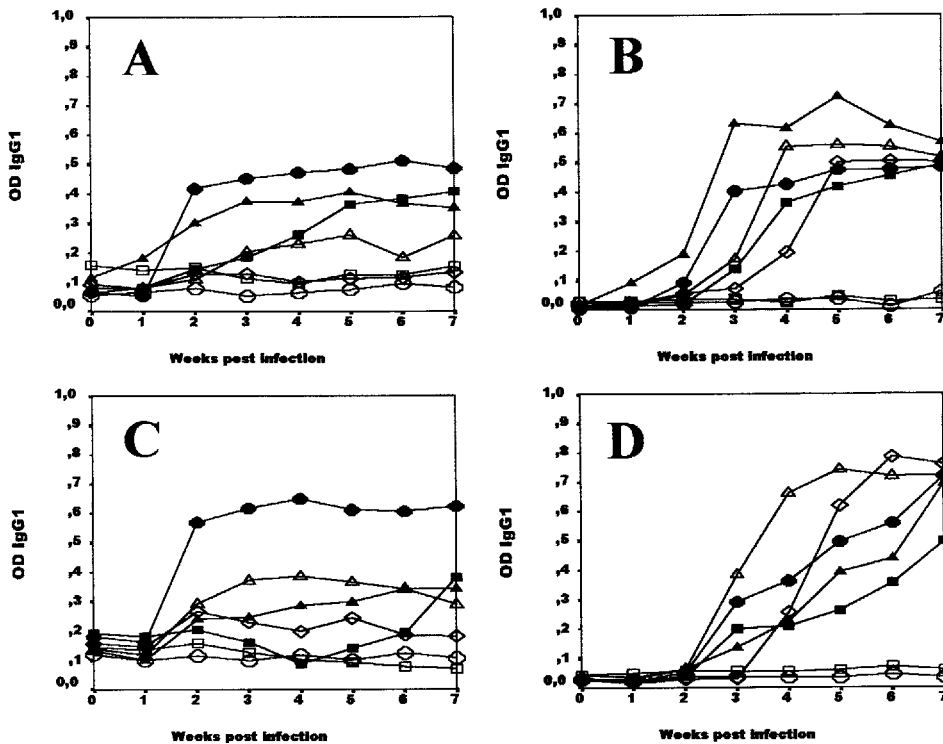 1,0
,9
,8
,7
,6
,5
,4
,3
,2
,1
0,0
OD IgG1
A
0 1 2 3 4 5 6 7
Weeks post infection
1,0
,9
,8
,7
,6
,5
,4
,3
,2
,1
0,0
OD IgG1
B
0 1 2 3 4 5 6 7
Weeks post infection
1,0
,9
,8
,7
,6
,5
,4
,3
,2
,1
0,0
OD IgG1
C
0 1 2 3 4 5 6 7
Weeks post infection
1,0
,9
,8
,7
,6
,5
,4
,3
,2
,1
0,0
OD IgG1
D
0 1 2 3 4 5 6 7
Weeks post infection